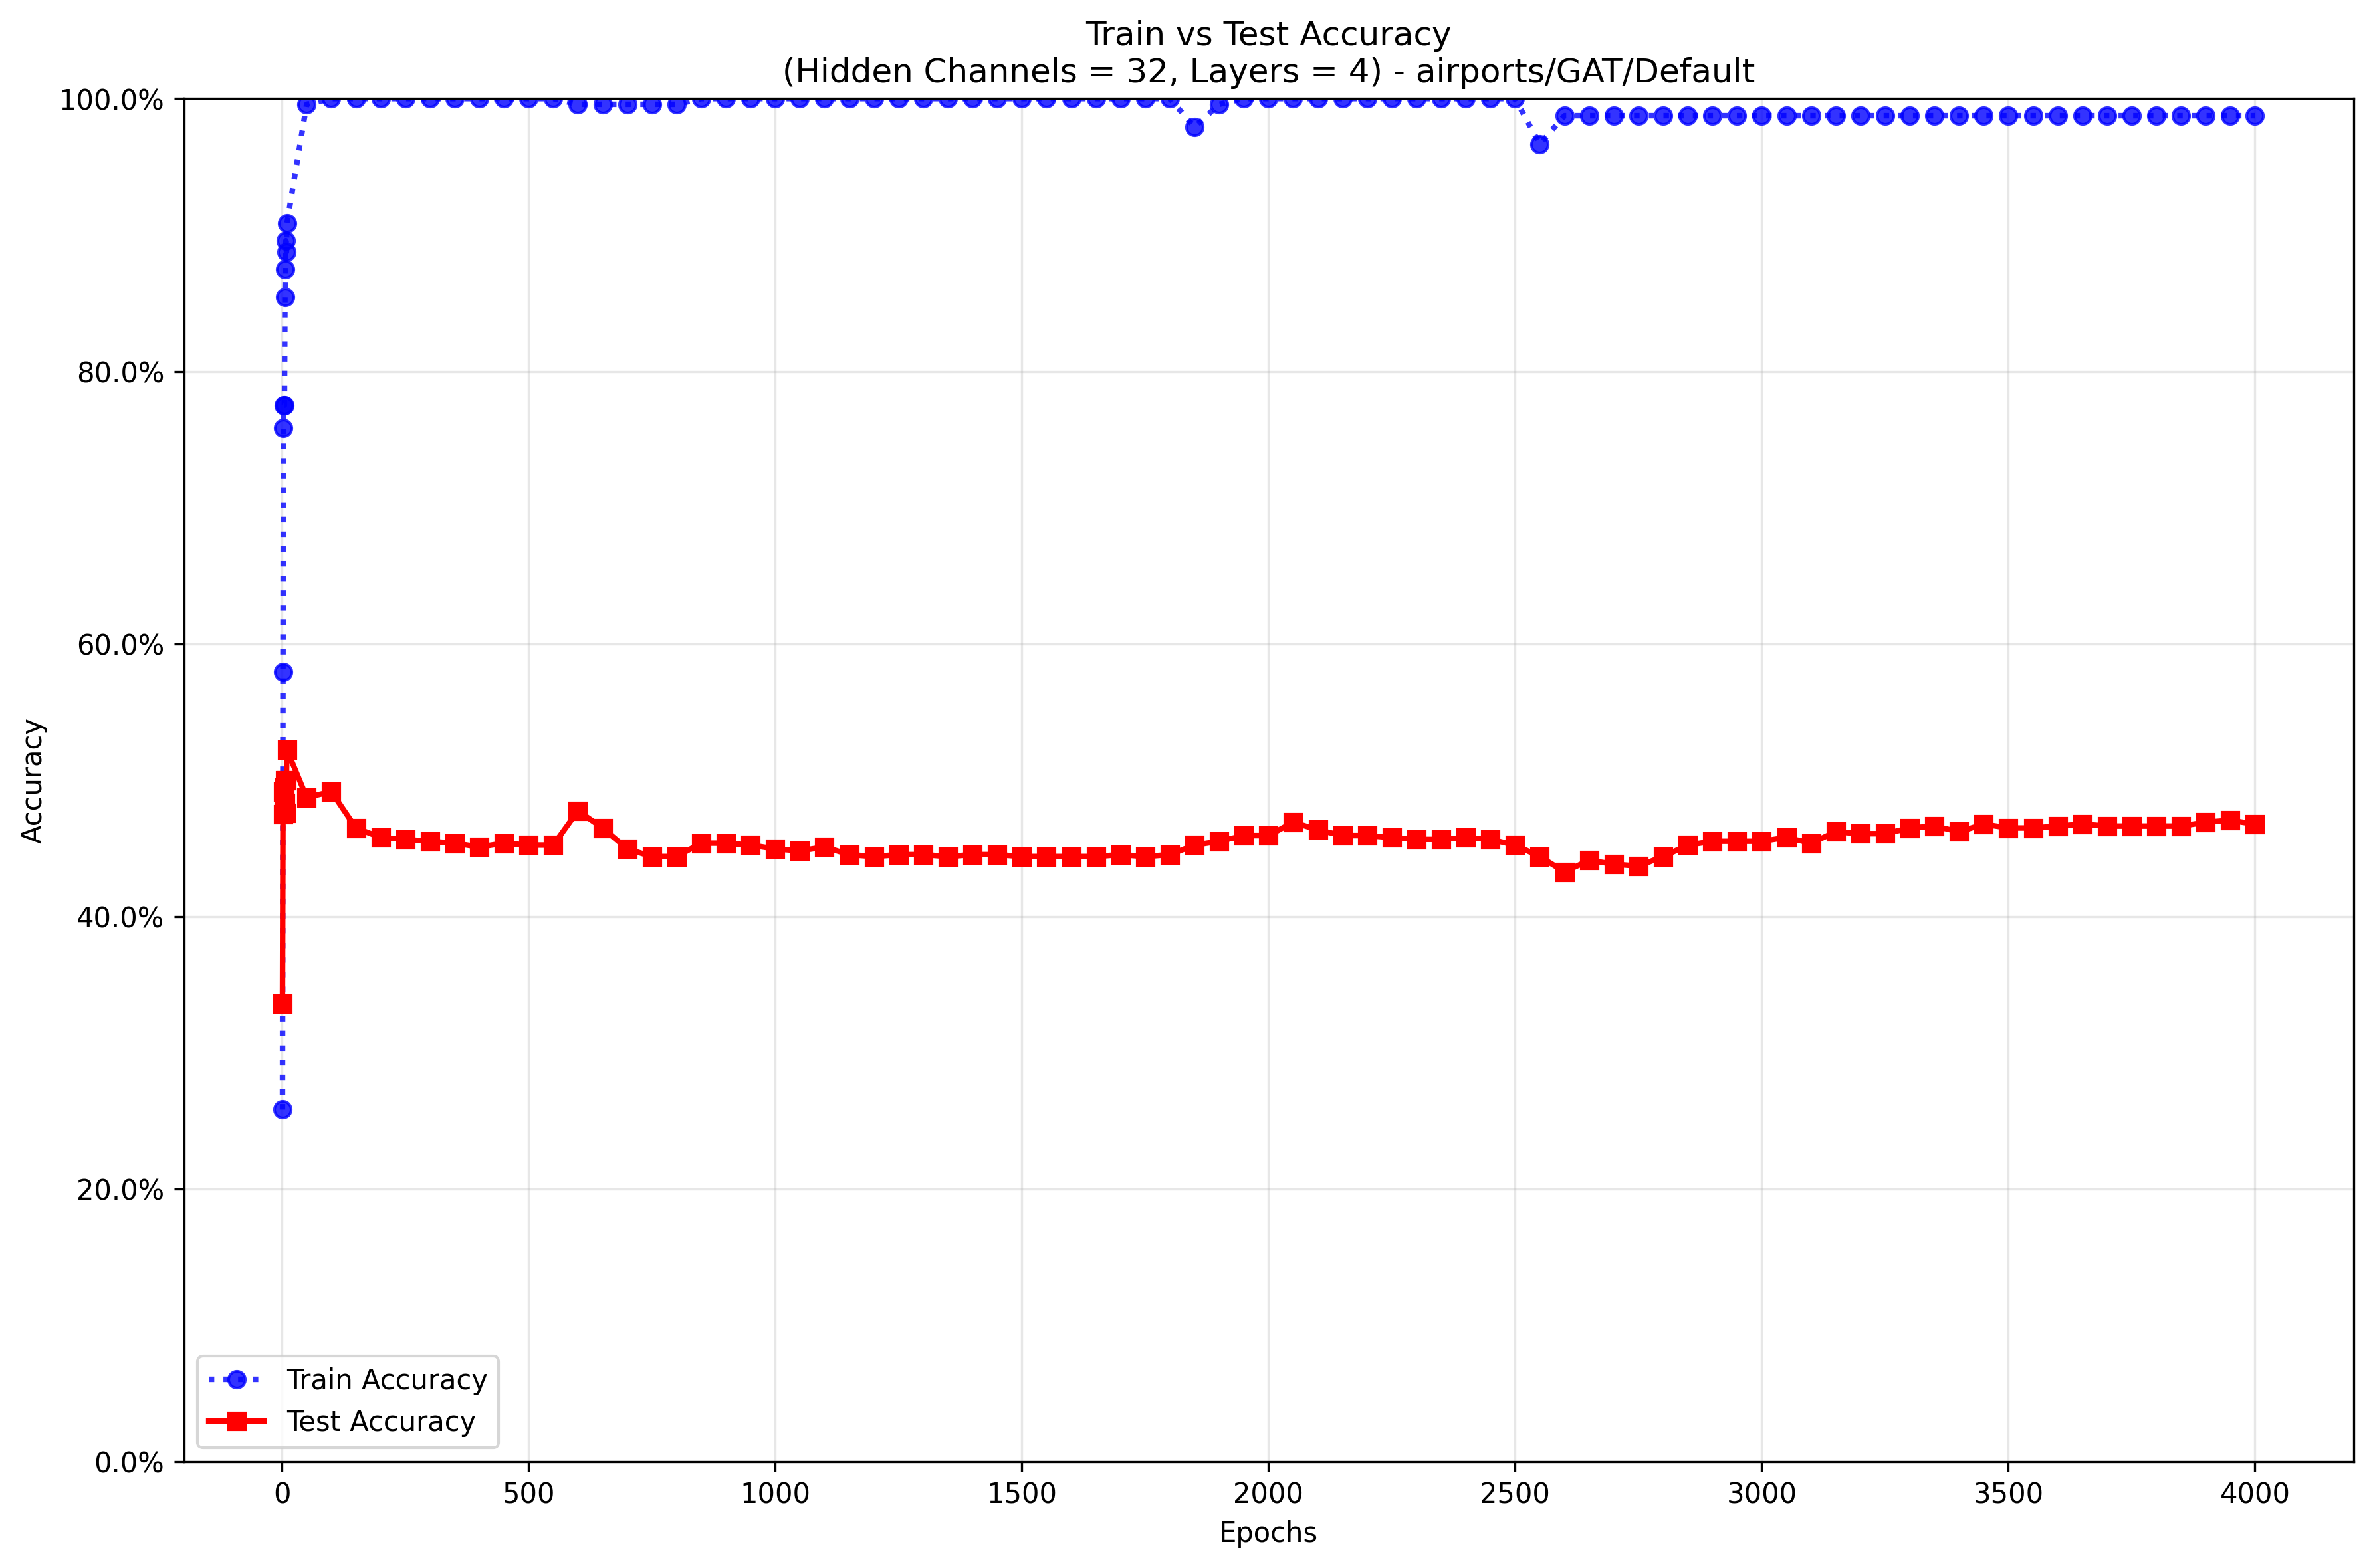 Train vs Test Accuracy
(Hidden Channels = 32, Layers = 4) - airports/GAT/Default
100.0%
80.0%
60.0%
40.0%
20.0%
0.0%
Accuracy
Train Accuracy
Test Accuracy
0 500 1000 1500 2000 2500 3000 3500 4000
Epochs